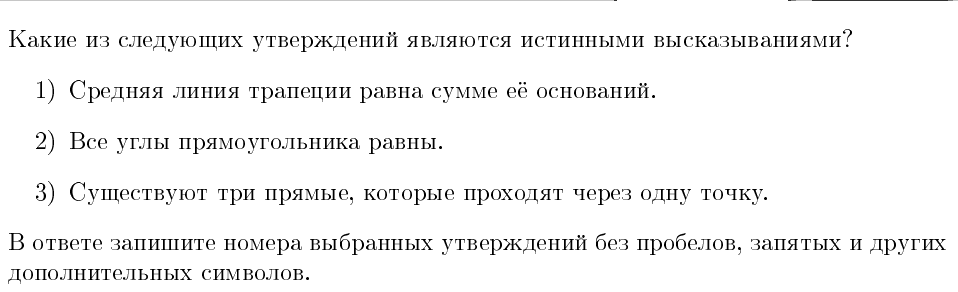 Какие из следующих утверждений являются истинными высказываниями?
1) Средняя линия трапеции равна сумме её оснований.
2) Все углы прямоугольника равны.
3) Существуют три прямые, которые проходят через одну точку.
В ответе запишите номера выбранных утверждений без пробелов, запятых и других
дополнительных символов.